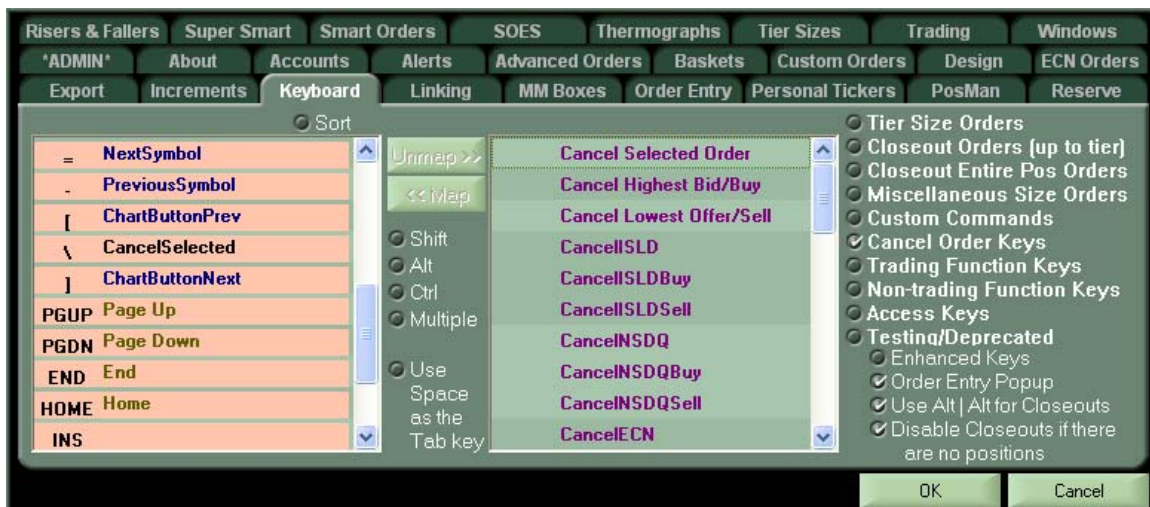 Risers & Fallers Super Smart Smart Orders SOES Thermographs Tier Sizes Trading Windows
*ADMIN* About Accounts Alerts Advanced Orders Baskets Custom Orders Design ECN Orders
Export Increments Keyboard Linking MM Boxes Order Entry Personal Tickers PosMan Reserve
Sort
= NextSymbol
- PreviousSymbol
[ ChartButtonPrev
\ CancelSelected
] ChartButtonNext
PGUP Page Up
PGDN Page Down
END End
HOME Home
INS
Unmap >>
<< Map
Shift
Alt
Ctrl
Multiple
Use
Space
as the
Tab key
Cancel Selected Order
Cancel Highest Bid/Buy
Cancel Lowest Offer/Sell
CancelISLD
CancelISLDBuy
CancelISLDSell
CancelNSDQ
CancelNSDQBuy
CancelNSDQSell
CancelECN
Tier Size Orders
Closeout Orders (up to tier)
Closeout Entire Pos Orders
Miscellaneous Size Orders
Custom Commands
Cancel Order Keys
Trading Function Keys
Non-trading Function Keys
Access Keys
Testing/Deprecated
Enhanced Keys
Order Entry Popup
Use Alt | Alt for Closeouts
Disable Closeouts if there
are no positions
OK Cancel